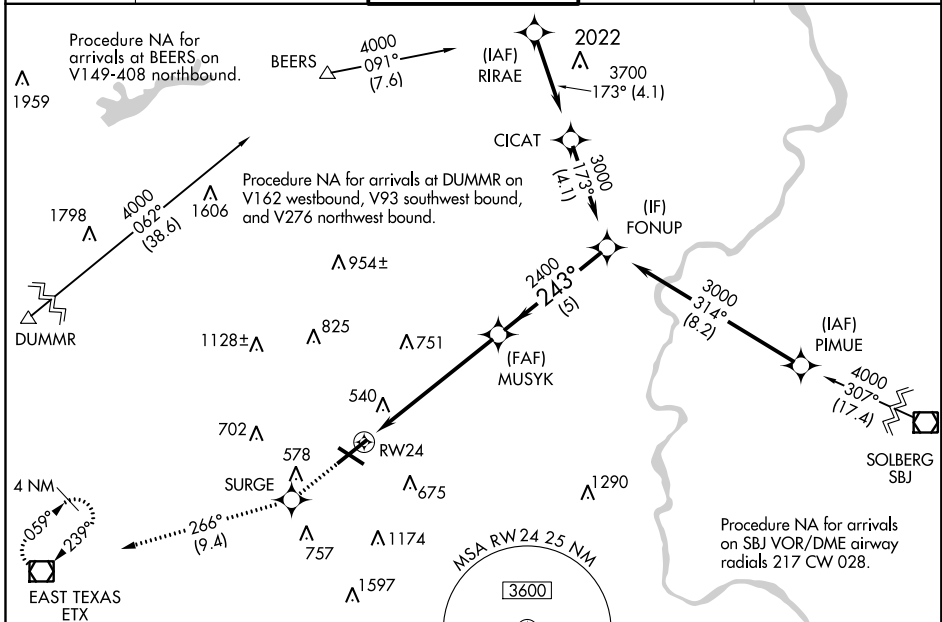 Procedure NA for
arrivals at BEERS on
V149-408 northbound.
1959
BEERS
4000
091°
(7.6)
(IAF)
RIRAE
2022
3700
173° (4.1)
CICAT
3000
173°
(4.1)
4000
062°
(38.6)
1606
1798
DUMMR
Procedure NA for arrivals at DUMMR on
V162 westbound, V93 southwest bound,
and V276 northwest bound.
(IF)
FONUP
954±
2400
243°
(5)
3000
314°
(8.2)
1128±
825
751
(FAF)
MUSYK
(IAF)
PIMUE
4000
307°
(17.4)
540
702
RW24
578
SOLBERG
SBJ
4 NM
SURGE
675
1290
059°
239°
266°
(9.4)
757
1174
Procedure NA for arrivals
on SBJ VOR/DME airway
radials 217 CW 028.
MSA RW24 25 NM
1597
3600
EAST TEXAS
ETX